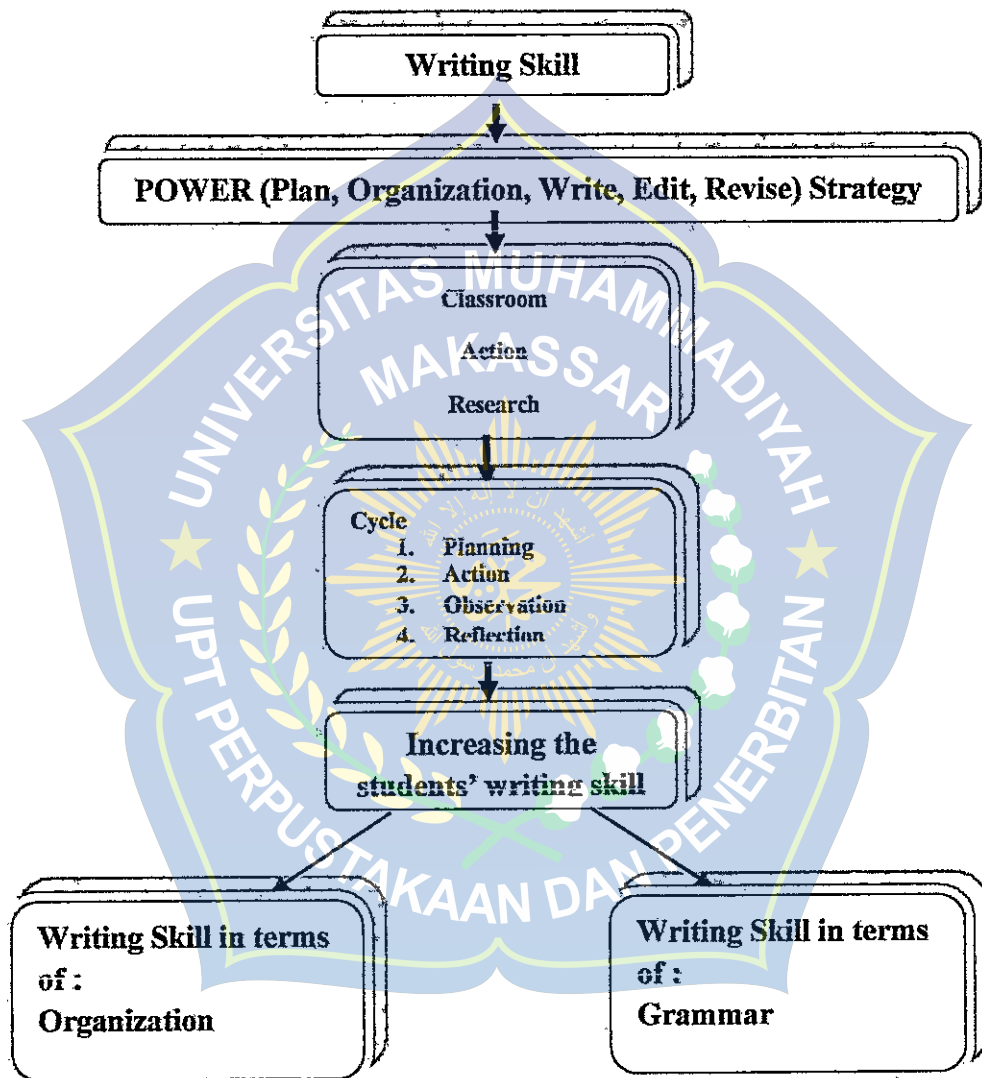 Writing Skill
POWER (Plan, Organization, Write, Edit, Revise) Strategy
Classroom
Action
Research
Cycle
1. Planning
2. Action
3. Observation
4. Reflection
Increasing the
students' writing skill
Writing Skill in terms
of :
Organization
Writing Skill in terms
of :
Grammar
UNIVERSITAS MUHAMMADIYAH
MAKASSAR
UPT PERPUSTAKAAN DAN PENERBITAN